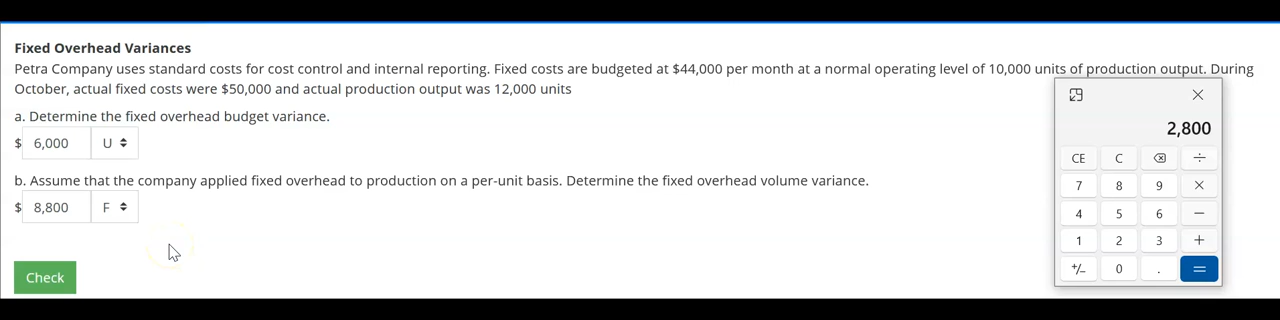 Fixed Overhead Variances
Petra Company uses standard costs for cost control and internal reporting. Fixed costs are budgeted at $44,000 per month at a normal operating level of 10,000 units of production output. During
October, actual fixed costs were $50,000 and actual production output was 12,000 units
a. Determine the fixed overhead budget variance.
$ 6,000 U
b. Assume that the company applied fixed overhead to production on a per-unit basis. Determine the fixed overhead volume variance.
$ 8,800 F
Check
2,800
CE C ÷
7 8 9 ×
4 5 6 −
1 2 3 +
+/− 0 . =